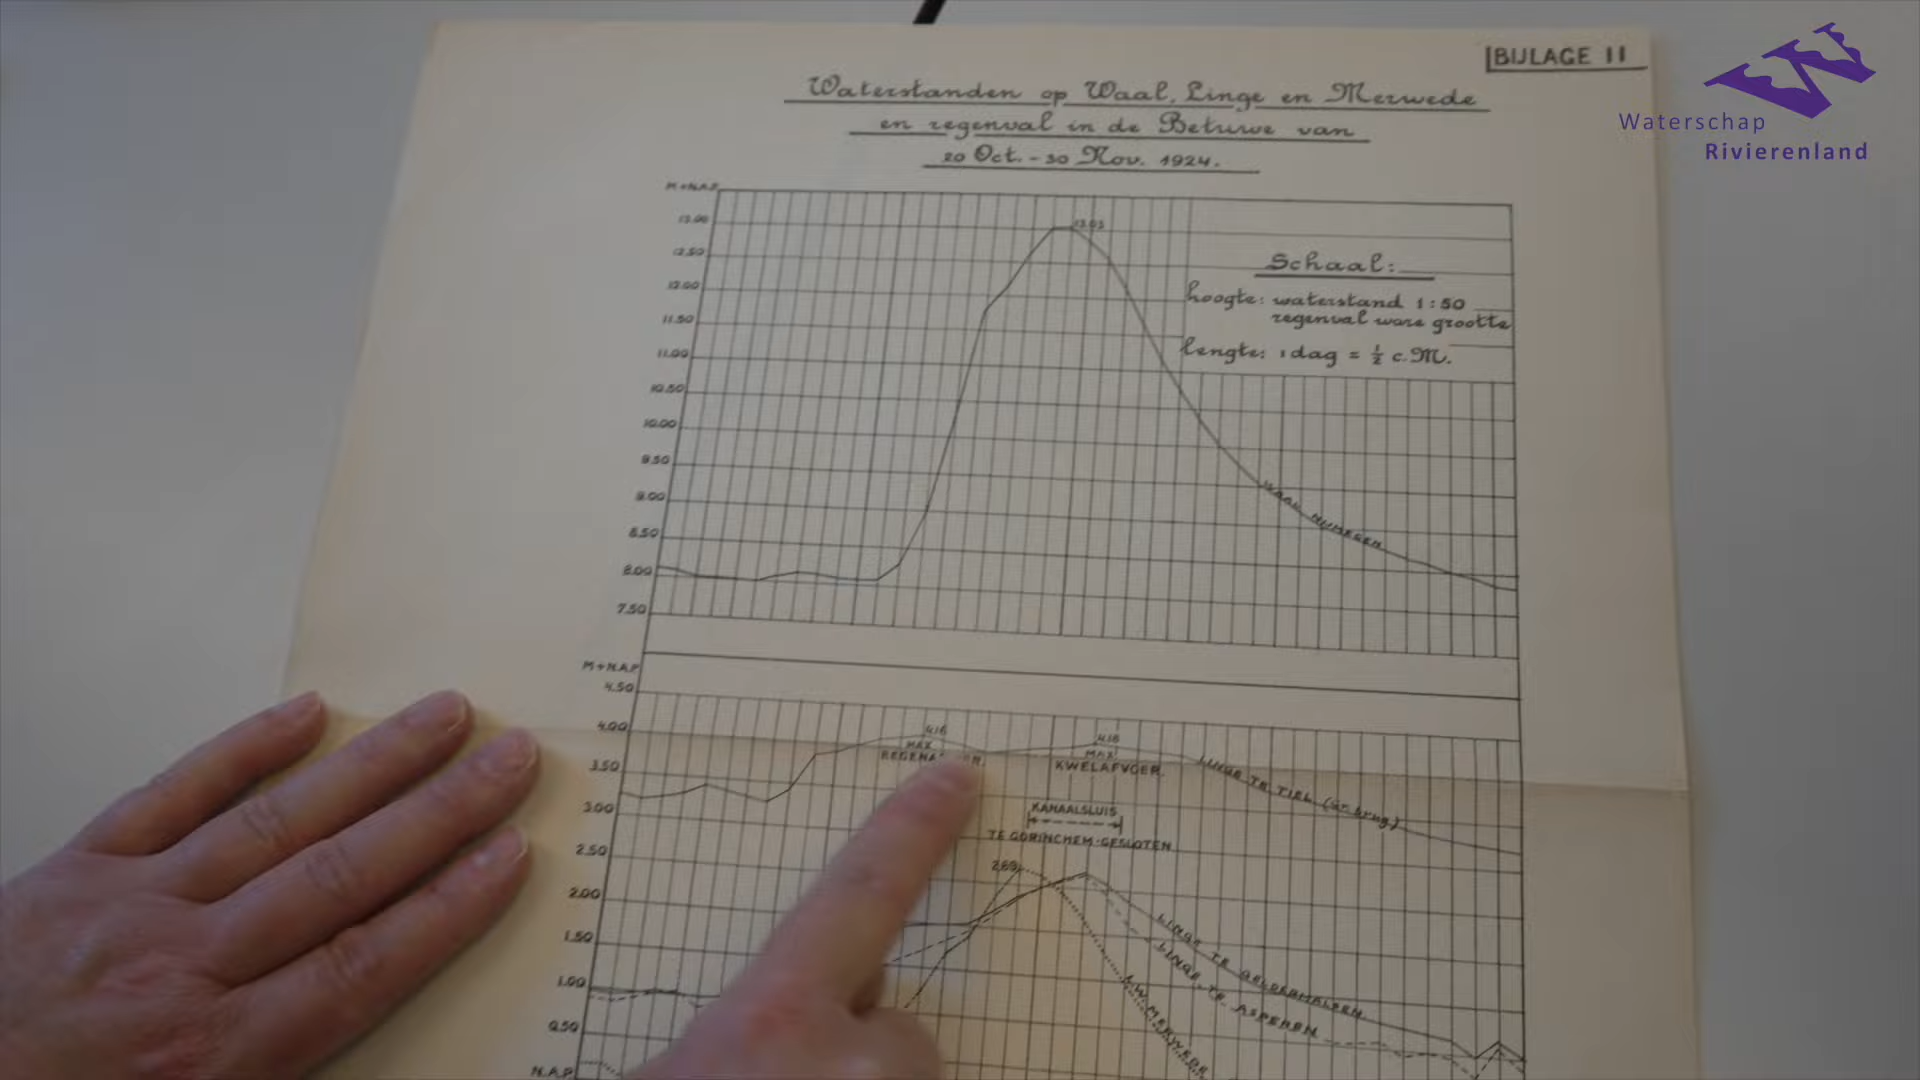 BIJLAGE II
Waterschap
Rivierenland
Waterstanden op Waal, Linge en Merwede
en regenval in de Betuwe van
20 Oct. - 30 Nov. 1924.
M+N.A.P.
13.00
12.50
12.00
11.50
11.00
10.50
10.00
9.50
9.00
8.50
8.00
7.50
13.03
Schaal:
hoogte: waterstand 1:50
regenval ware grootte
lengte: 1 dag = ½ c.M.
WAAL NIJMEGEN
M+N.A.P.
4.50
4.00
3.50
3.00
2.50
2.00
1.50
1.00
0.50
N.A.P.
4.16
MAX.
4.16
MAX.
KWELAFVOER.
LINGE TE TIEL
KANAALSLUIS
TE GORINCHEM GESLOTEN
2.69
LINGE TE GELDERMALSEN
LINGE TE ASPEREN
MERWEDE